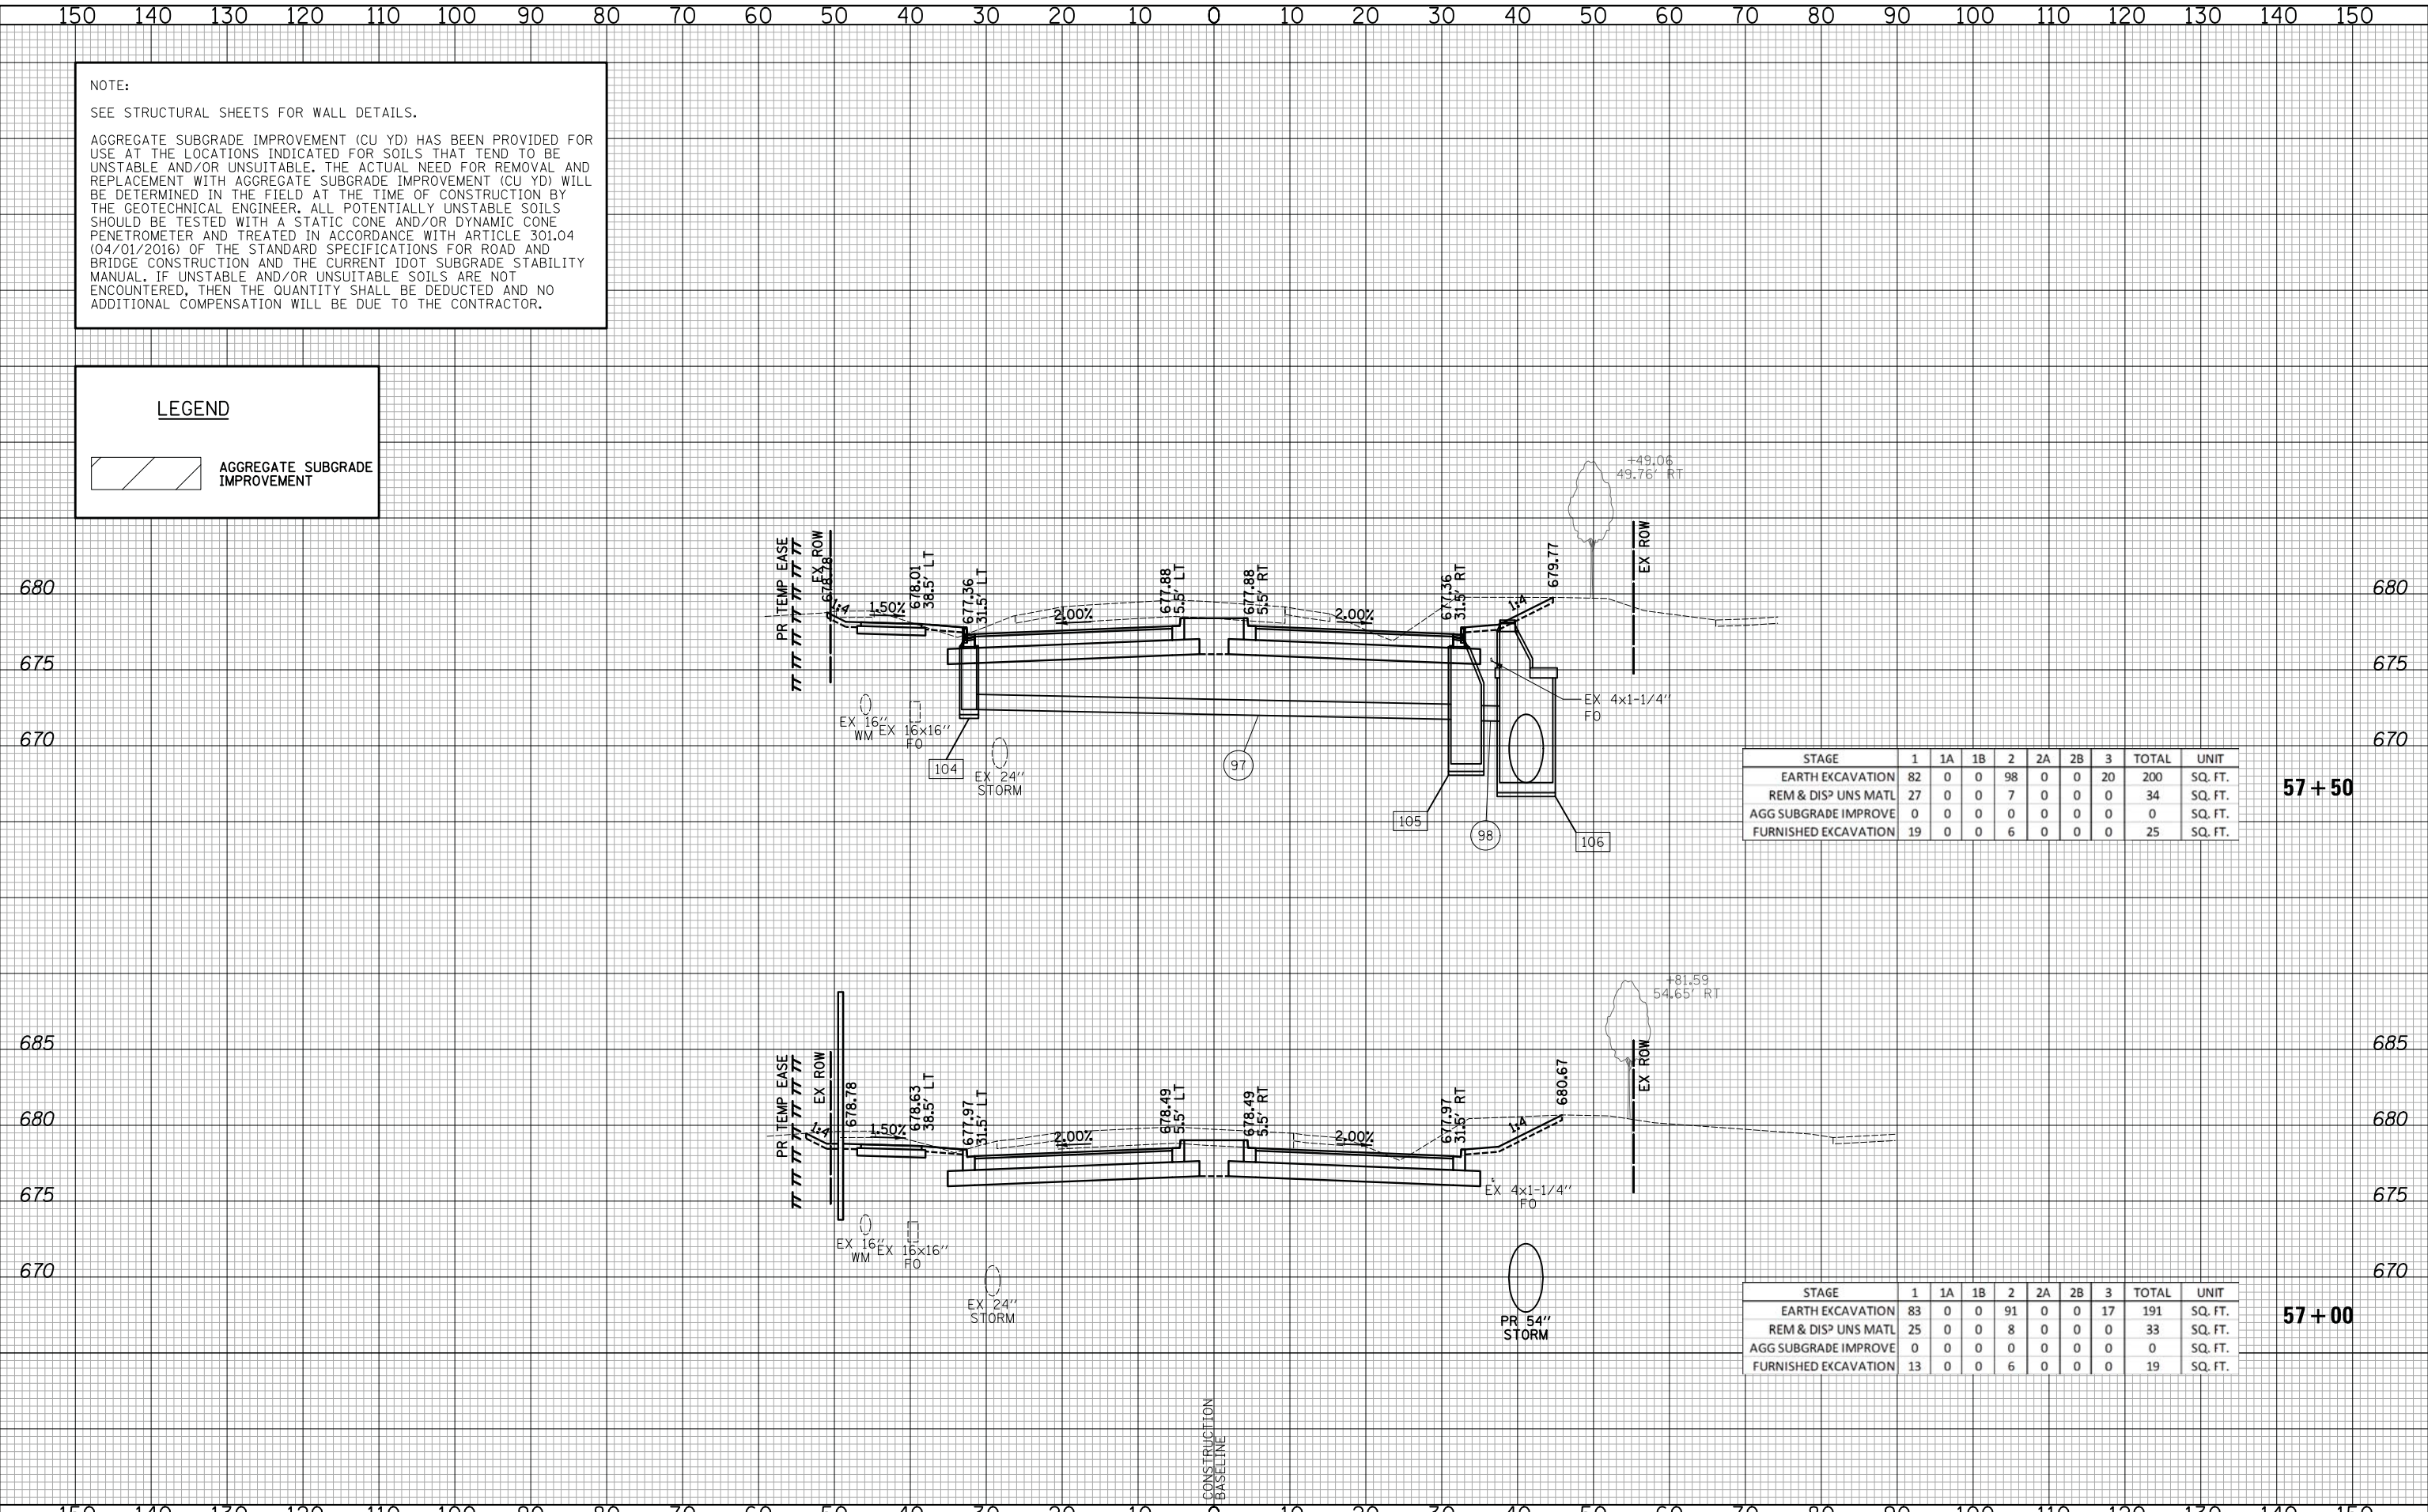 150 140 130 120 110 100 90 80 70 60 50 40 30 20 10 0 10 20 30 40 50 60 70 80 90 100 110 120 130 140 150
NOTE:
SEE STRUCTURAL SHEETS FOR WALL DETAILS.
AGGREGATE SUBGRADE IMPROVEMENT (CU YD) HAS BEEN PROVIDED FOR
USE AT THE LOCATIONS INDICATED FOR SOILS THAT TEND TO BE
UNSTABLE AND/OR UNSUITABLE. THE ACTUAL NEED FOR REMOVAL AND
REPLACEMENT WITH AGGREGATE SUBGRADE IMPROVEMENT (CU YD) WILL
BE DETERMINED IN THE FIELD AT THE TIME OF CONSTRUCTION BY
THE GEOTECHNICAL ENGINEER. ALL POTENTIALLY UNSTABLE SOILS
SHOULD BE TESTED WITH A STATIC CONE AND/OR DYNAMIC CONE
PENETROMETER AND TREATED IN ACCORDANCE WITH ARTICLE 301.04
(04/01/2016) OF THE STANDARD SPECIFICATIONS FOR ROAD AND
BRIDGE CONSTRUCTION AND THE CURRENT IDOT SUBGRADE STABILITY
MANUAL. IF UNSTABLE AND/OR UNSUITABLE SOILS ARE NOT
ENCOUNTERED, THEN THE QUANTITY SHALL BE DEDUCTED AND NO
ADDITIONAL COMPENSATION WILL BE DUE TO THE CONTRACTOR.
LEGEND
AGGREGATE SUBGRADE
IMPROVEMENT
+49.06
49.76' RT
PR TEMP EASE
EX ROW
678.78
1:4
1.50%
678.01
38.5' LT
677.36
31.5' LT
2.00%
677.88
5.5' LT
677.88
5.5' RT
2.00%
677.36
31.5' RT
1:4
679.77
EX ROW
680
680
675
675
670
670
EX 16"
WM
EX 16x16"
FO
EX 24"
STORM
EX 4x1-1/4"
FO
104
97
105
98
106
STAGE 1 1A 1B 2 2A 2B 3 TOTAL UNIT
EARTH EXCAVATION 82 0 0 98 0 0 20 200 SQ. FT.
REM & DISP UNS MATL 27 0 0 7 0 0 0 34 SQ. FT.
AGG SUBGRADE IMPROVE 0 0 0 0 0 0 0 0 SQ. FT.
FURNISHED EXCAVATION 19 0 0 6 0 0 0 25 SQ. FT.
57+50
+81.59
54.65' RT
685
685
PR TEMP EASE
EX ROW
678.78
1:4
1.50%
678.63
38.5' LT
677.97
31.5' LT
2.00%
678.49
5.5' LT
678.49
5.5' RT
2.00%
677.97
31.5' RT
1:4
680.67
EX ROW
680
680
675
675
670
670
EX 16"
WM
EX 16x16"
FO
EX 24"
STORM
EX 4x1-1/4"
FO
PR 54"
STORM
STAGE 1 1A 1B 2 2A 2B 3 TOTAL UNIT
EARTH EXCAVATION 83 0 0 91 0 0 17 191 SQ. FT.
REM & DISP UNS MATL 25 0 0 8 0 0 0 33 SQ. FT.
AGG SUBGRADE IMPROVE 0 0 0 0 0 0 0 0 SQ. FT.
FURNISHED EXCAVATION 13 0 0 6 0 0 0 19 SQ. FT.
57+00
CONSTRUCTION
BASELINE
150 140 130 120 110 100 90 80 70 60 50 40 30 20 10 0 10 20 30 40 50 60 70 80 90 100 110 120 130 140 150